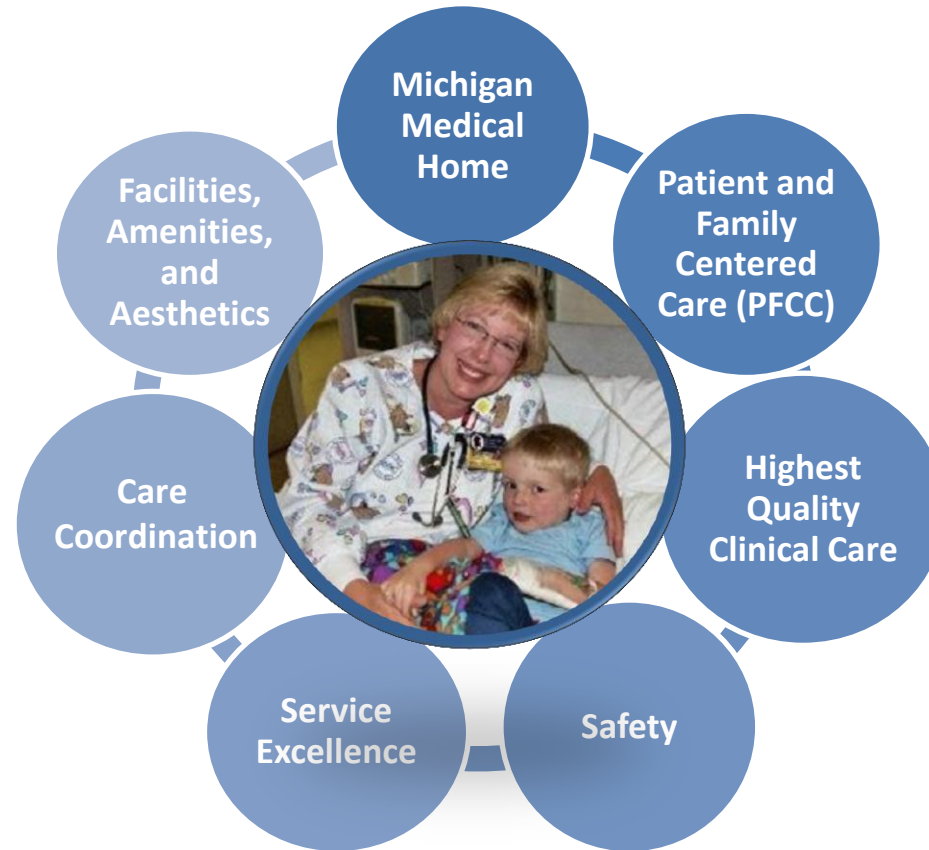 Michigan
Medical
Home
Patient and
Family
Centered
Care (PFCC)
Highest
Quality
Clinical Care
Safety
Service
Excellence
Care
Coordination
Facilities,
Amenities,
and
Aesthetics